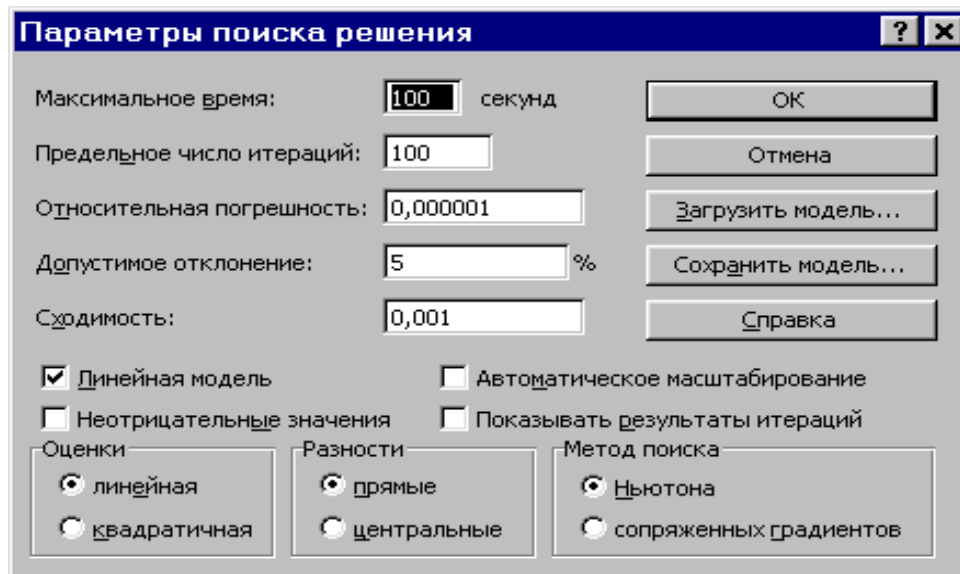 Параметры поиска решения
Максимальное время: 100 секунд
OK
Предельное число итераций: 100
Отмена
Относительная погрешность: 0,000001
Загрузить модель...
Допустимое отклонение: 5 %
Сохранить модель...
Сходимость: 0,001
Справка
Линейная модель
Автоматическое масштабирование
Неотрицательные значения
Показывать результаты итераций
Оценки
линейная
квадратичная
Разности
прямые
центральные
Метод поиска
Ньютона
сопряженных градиентов